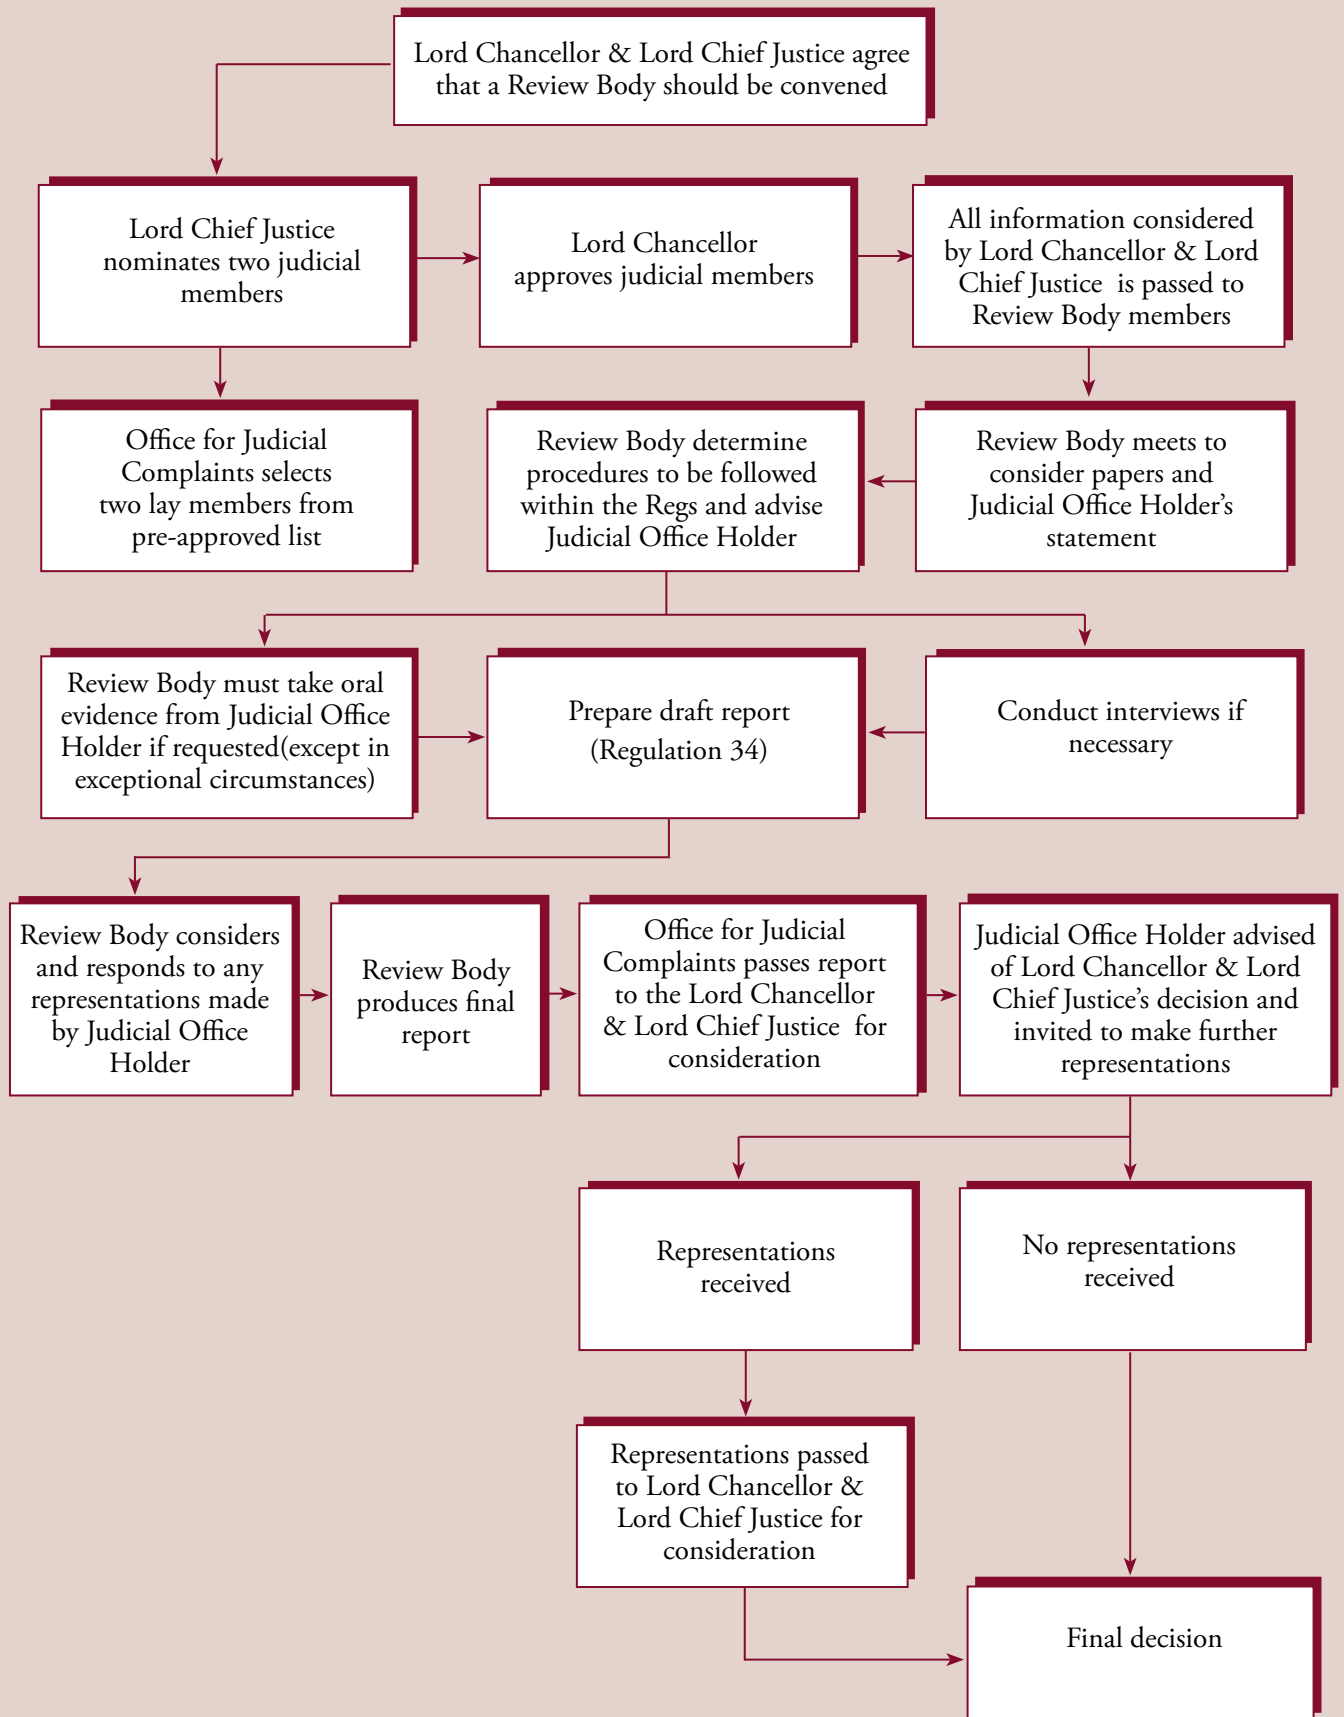 Lord Chancellor & Lord Chief Justice agree
that a Review Body should be convened
Lord Chief Justice
nominates two judicial
members
Lord Chancellor
approves judicial members
All information considered
by Lord Chancellor & Lord
Chief Justice  is passed to
Review Body members
Office for Judicial
Complaints selects
two lay members from
pre-approved list
Review Body determine
procedures to be followed
within the Regs and advise
Judicial Office Holder
Review Body meets to
consider papers and
Judicial Office Holder’s
statement
Review Body must take oral
evidence from Judicial Office
Holder if requested(except in
exceptional circumstances)
Prepare draft report
(Regulation 34)
Conduct interviews if
necessary
Review Body considers
and responds to any
representations made
by Judicial Office
Holder
Review Body
produces final
report
Office for Judicial
Complaints passes report
to the Lord Chancellor
& Lord Chief Justice  for
consideration
Judicial Office Holder advised
of Lord Chancellor & Lord
Chief Justice’s decision and
invited to make further
representations
Representations
received
No representations
received
Representations passed
to Lord Chancellor &
Lord Chief Justice for
consideration
Final decision